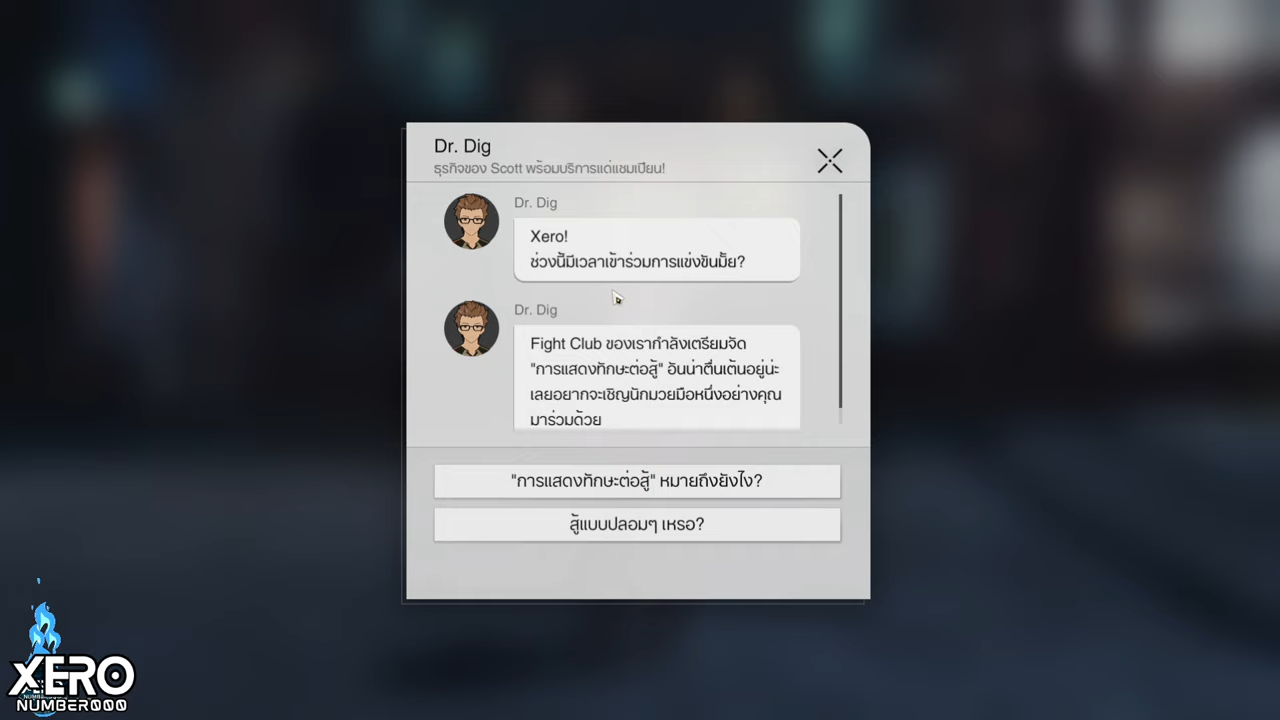 Dr. Dig
ธุรกิจของ Scott พร้อมบริการแด่แชมเปียน!
Dr. Dig
Xero!
ช่วงนี้มีเวลาเข้าร่วมการแข่งขันมั้ย?
Dr. Dig
Fight Club ของเรากำลังเตรียมจัด
"การแสดงทักษะต่อสู้" อันน่าตื่นเต้นอยู่น่ะ
เลยอยากจะเชิญนักมวยมือหนึ่งอย่างคุณ
มาร่วมด้วย
"การแสดงทักษะต่อสู้" หมายถึงยังไง?
สู้แบบปลอมๆ เหรอ?
XERO
NUMBER000